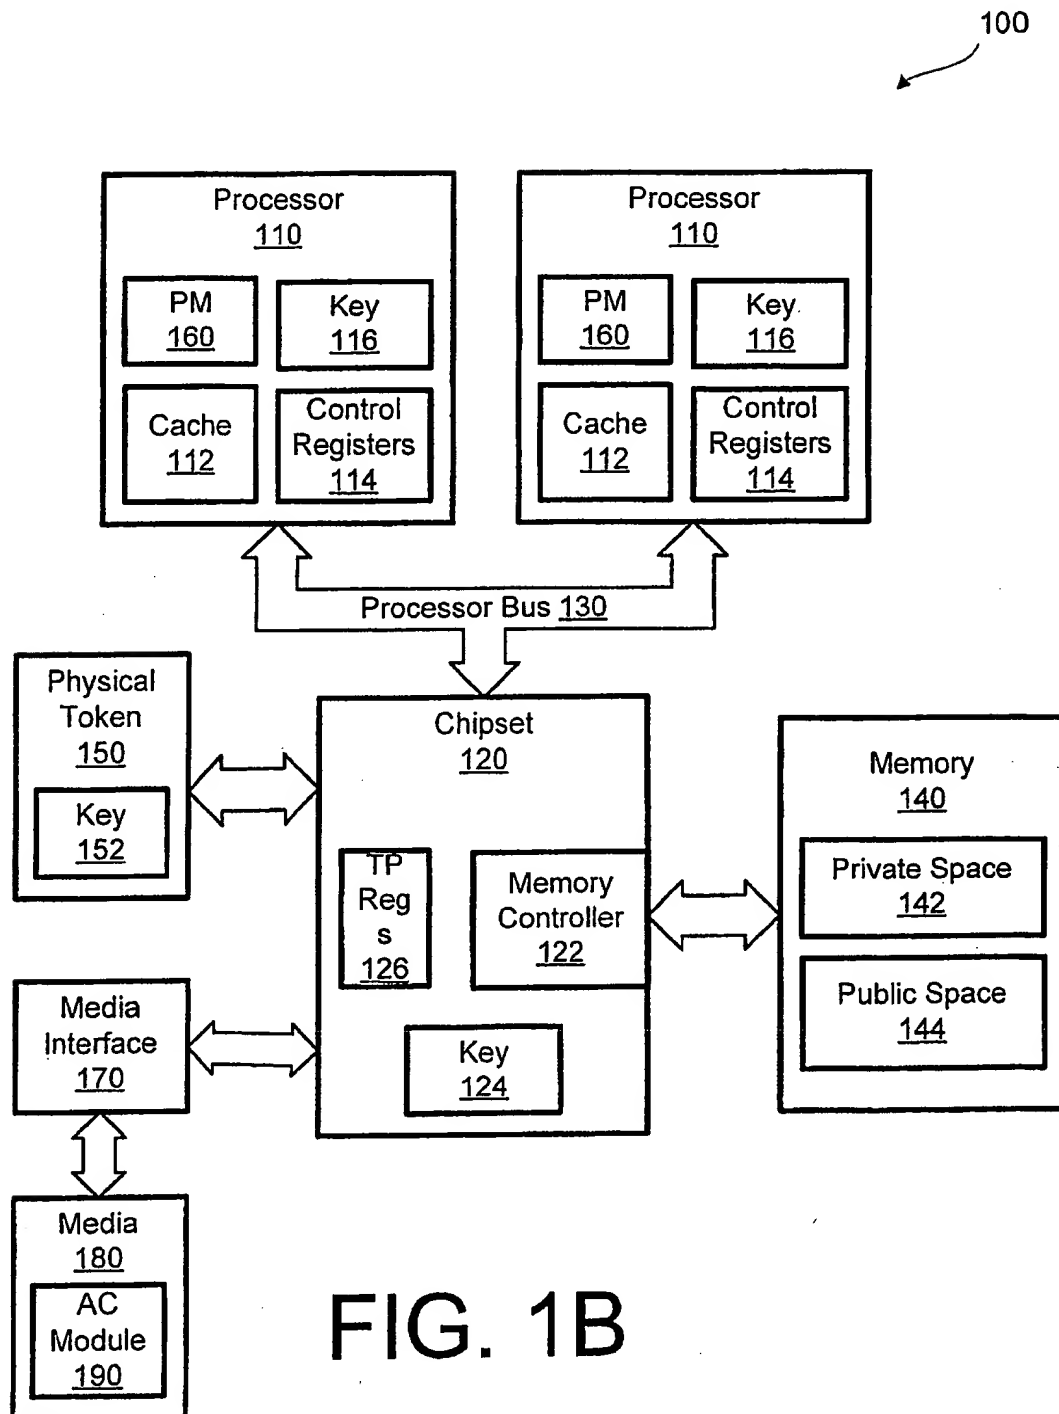 100
Processor
110
PM
160
Key
116
Cache
112
Control
Registers
114
Processor
110
PM
160
Key
116
Cache
112
Control
Registers
114
Processor Bus 130
Physical
Token
150
Key
152
Chipset
120
TP
Reg
s
126
Memory
Controller
122
Key
124
Memory
140
Private Space
142
Public Space
144
Media
Interface
170
Media
180
AC
Module
190
FIG. 1B